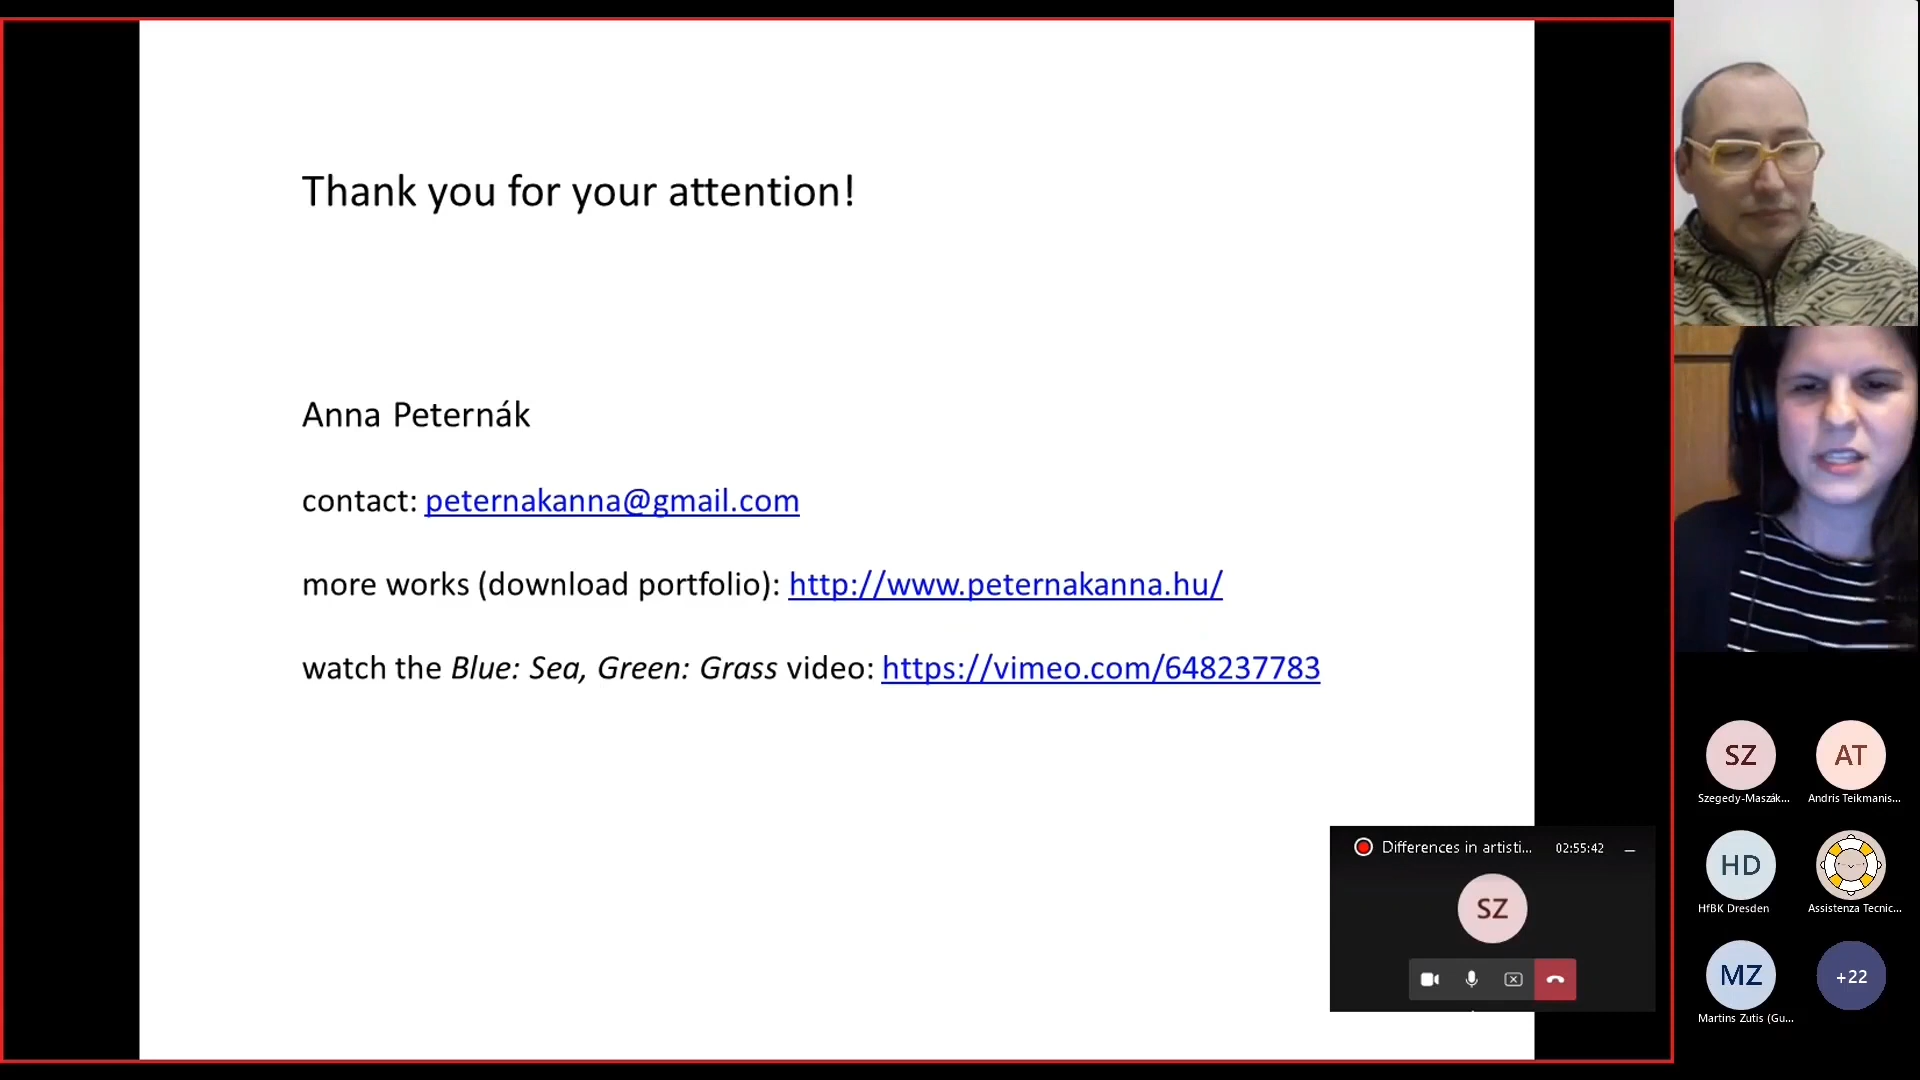 Thank you for your attention!
Anna Peternák
contact: peternakanna@gmail.com
more works (download portfolio): http://www.peternakanna.hu/
watch the Blue: Sea, Green: Grass video: https://vimeo.com/648237783
Differences in artisti... 02:55:42
SZ
SZ
Szegedy-Maszák...
AT
Andris Teikmanis...
HD
HfBK Dresden
Assistenza Tecnic...
MZ
Martins Zutis (Gu...
+22